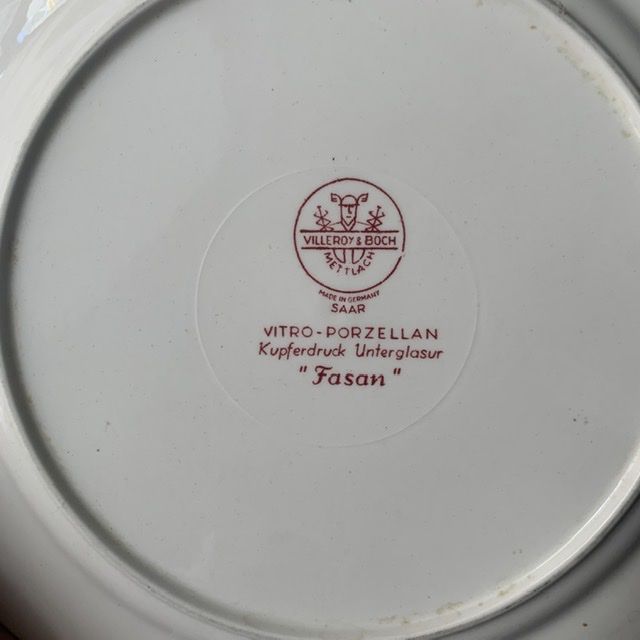 VILLEROY & BOCH
METTLACH
MADE IN GERMANY
SAAR
VITRO-PORZELLAN
Kupferdruck Unterglasur
"Fasan"